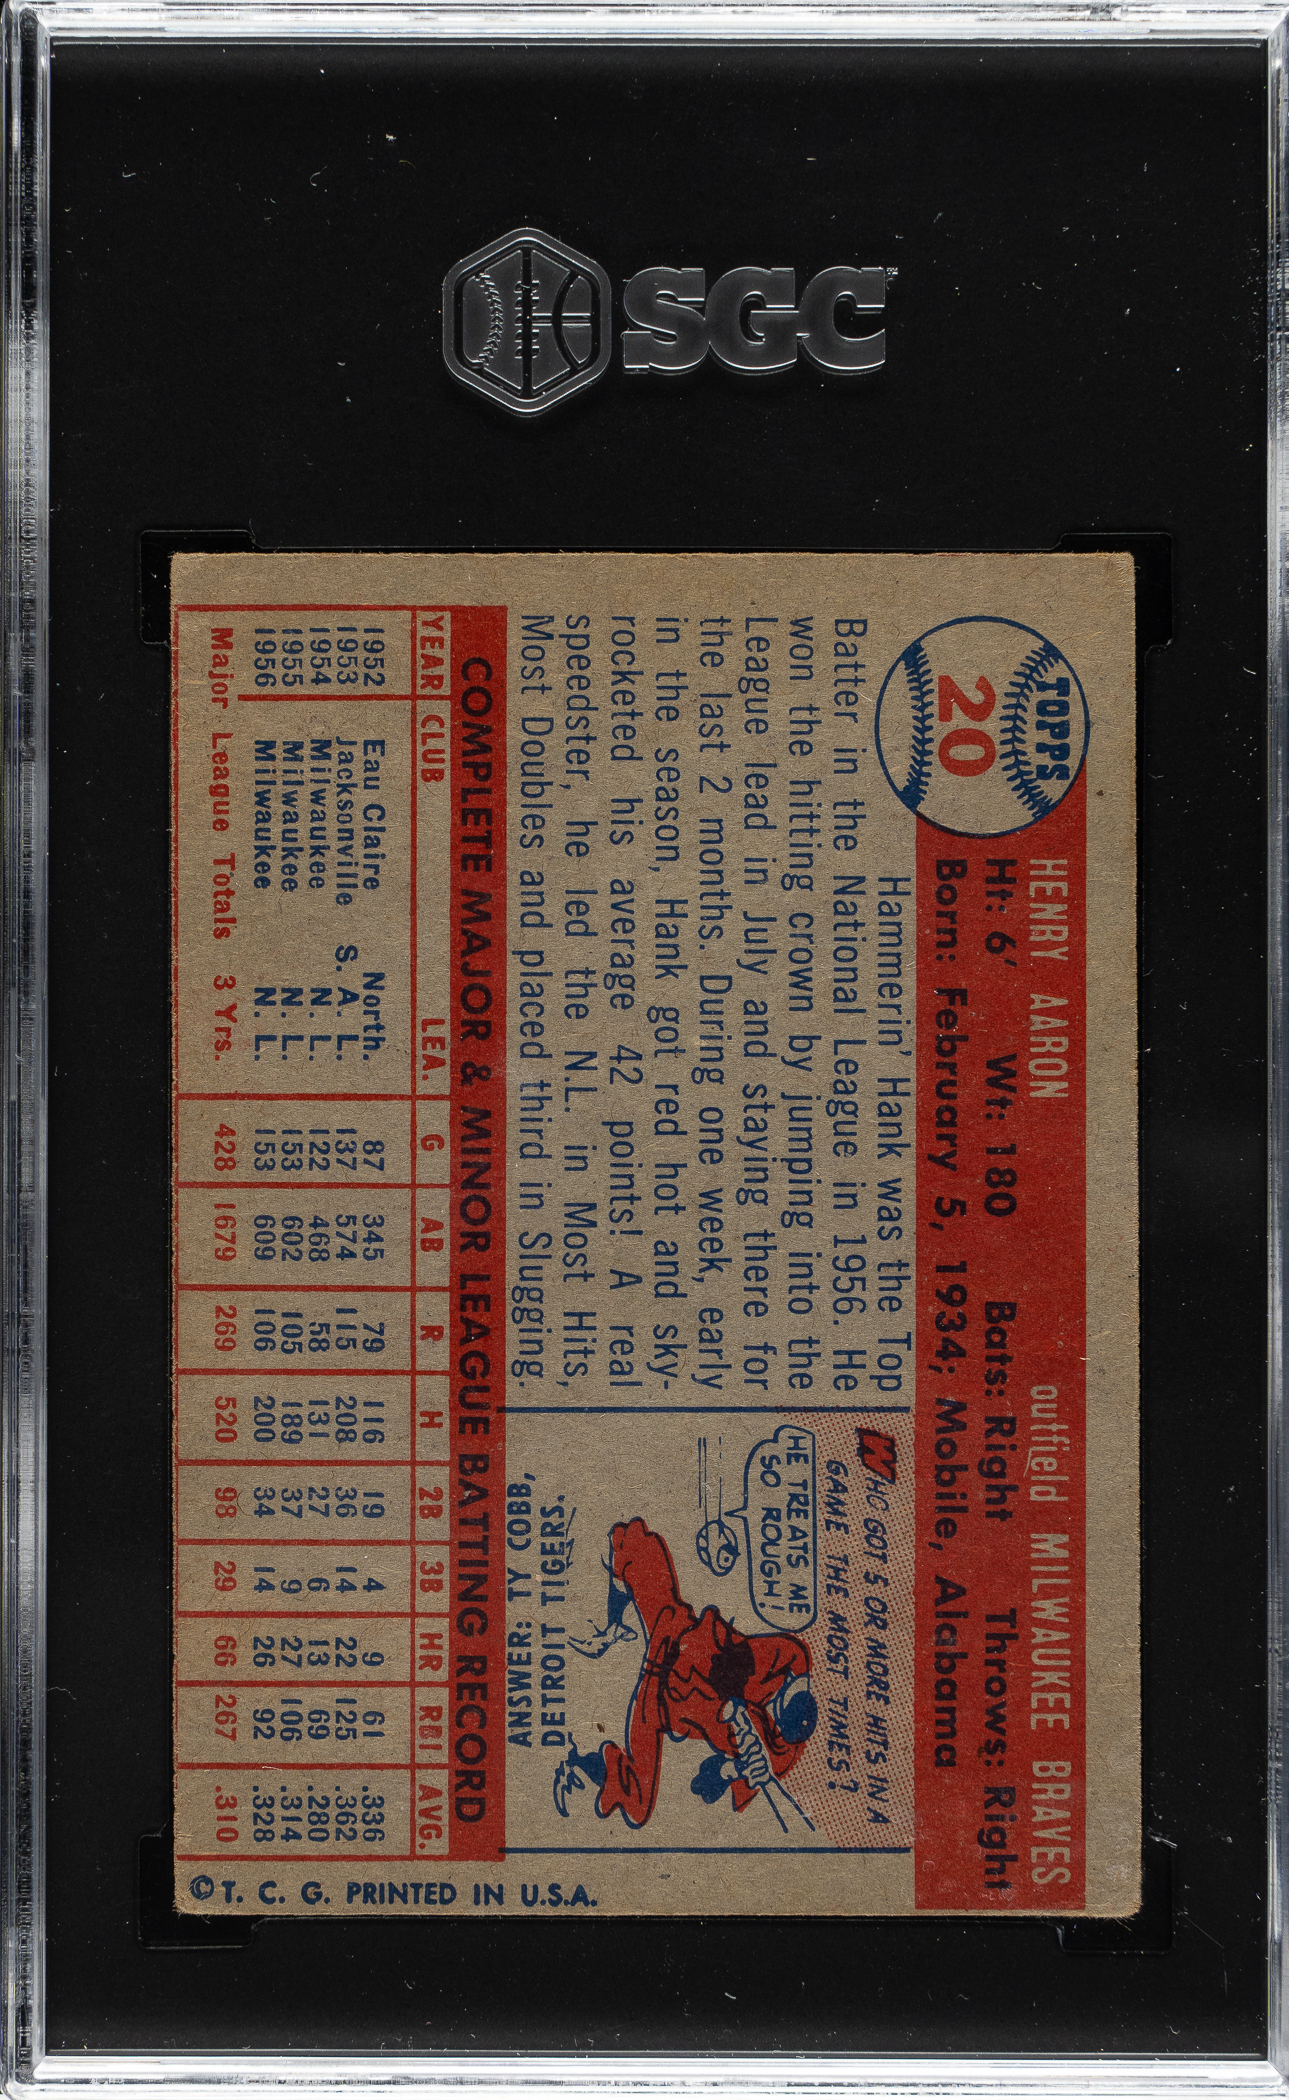 SGC
TOPPS
20
HENRY AARON outfield MILWAUKEE BRAVES
Ht: 6' Wt: 180 Bats: Right Throws: Right
Born: February 5, 1934; Mobile, Alabama
Hammerin' Hank was the Top
Batter in the National League in 1956. He
won the hitting crown by jumping into the
League lead in July and staying there for
the last 2 months. During one week, early
in the season, Hank got red hot and sky-
rocketed his average 42 points! A real
speedster, he led the N.L. in Most Hits,
Most Doubles and placed third in Slugging.
WHO GOT 5 OR MORE HITS IN A
GAME THE MOST TIMES?
HE TREATS ME
SO ROUGH!
ANSWER: TY COBB,
DETROIT TIGERS.
COMPLETE MAJOR & MINOR LEAGUE BATTING RECORD
YEAR CLUB LEA. G AB R H 2B 3B HR RBI AVG.
1952 Eau Claire North. 87 345 79 116 19 4 9 61 .336
1953 Jacksonville S. A. L. 137 574 115 208 36 14 22 125 .362
1954 Milwaukee N. L. 122 468 58 131 27 6 13 69 .280
1955 Milwaukee N. L. 153 602 105 189 37 9 27 106 .314
1956 Milwaukee N. L. 153 609 106 200 34 14 26 92 .328
Major League Totals 3 Yrs. 428 1679 269 520 98 29 66 267 .310
© T. C. G. PRINTED IN U.S.A.